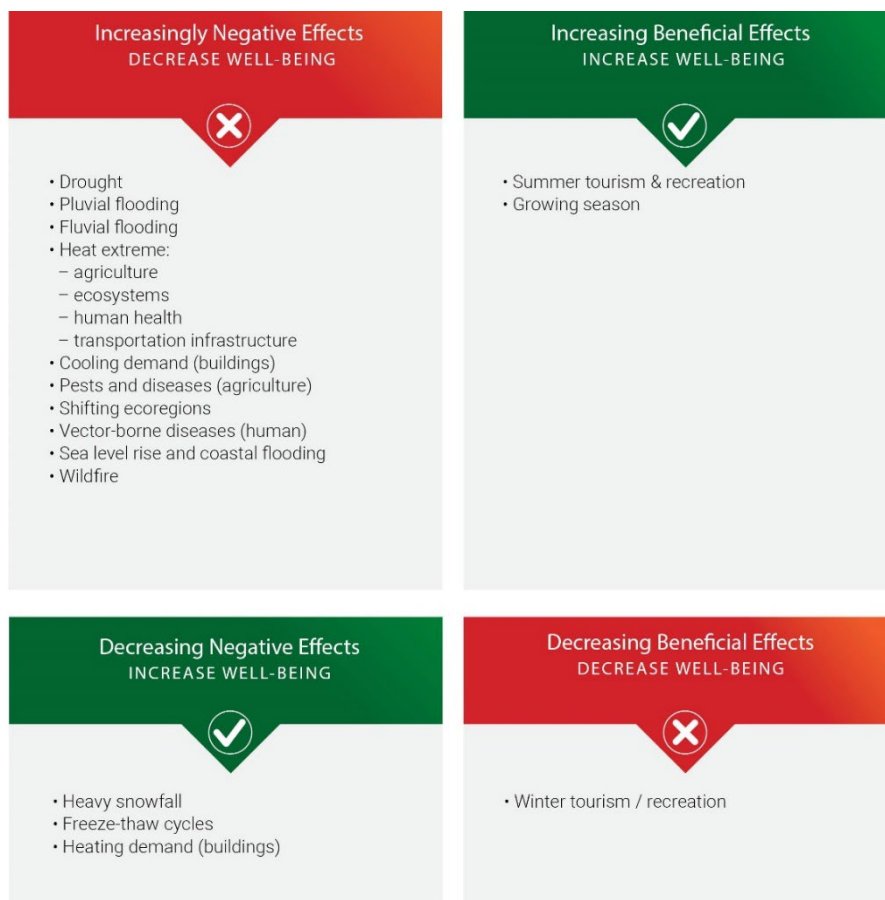 Increasingly Negative Effects
DECREASE WELL-BEING
• Drought
• Pluvial flooding
• Fluvial flooding
• Heat extreme:
– agriculture
– ecosystems
– human health
– transportation infrastructure
• Cooling demand (buildings)
• Pests and diseases (agriculture)
• Shifting ecoregions
• Vector-borne diseases (human)
• Sea level rise and coastal flooding
• Wildfire
Increasing Beneficial Effects
INCREASE WELL-BEING
• Summer tourism & recreation
• Growing season
Decreasing Negative Effects
INCREASE WELL-BEING
• Heavy snowfall
• Freeze-thaw cycles
• Heating demand (buildings)
Decreasing Beneficial Effects
DECREASE WELL-BEING
• Winter tourism / recreation